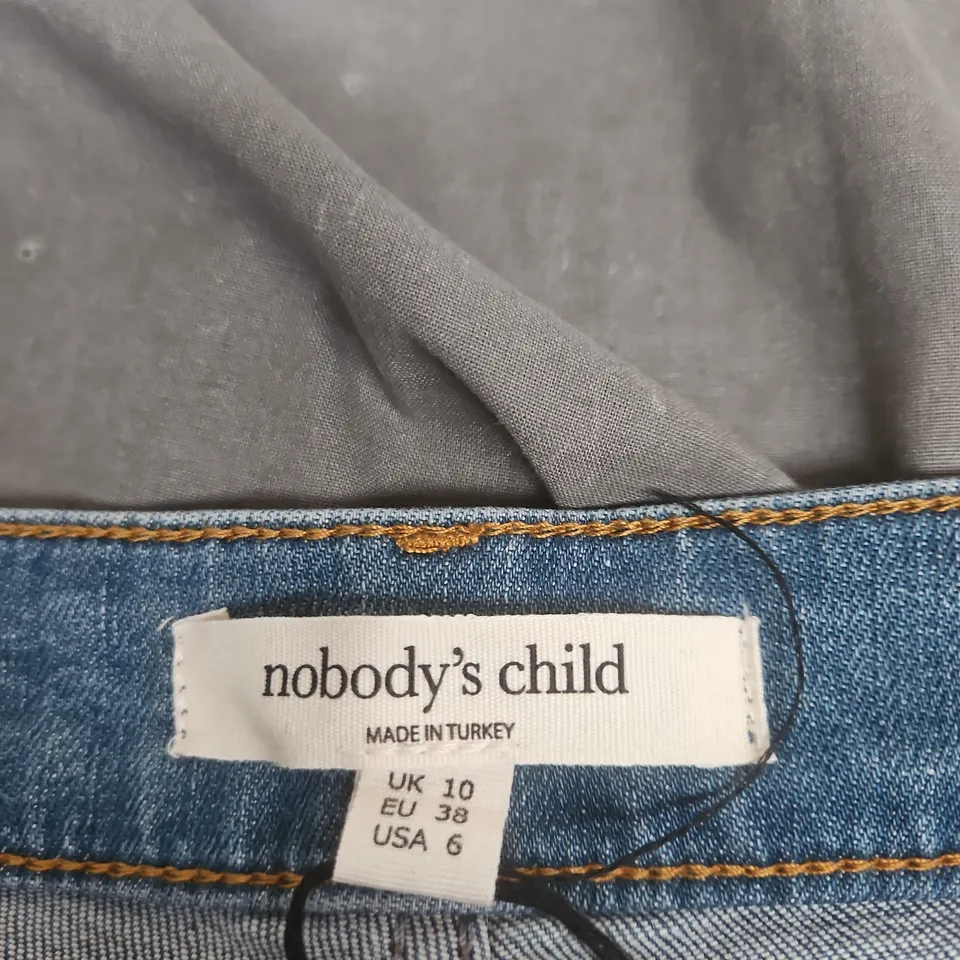 nobody's child
MADE IN TURKEY
UK 10
EU 38
USA 6